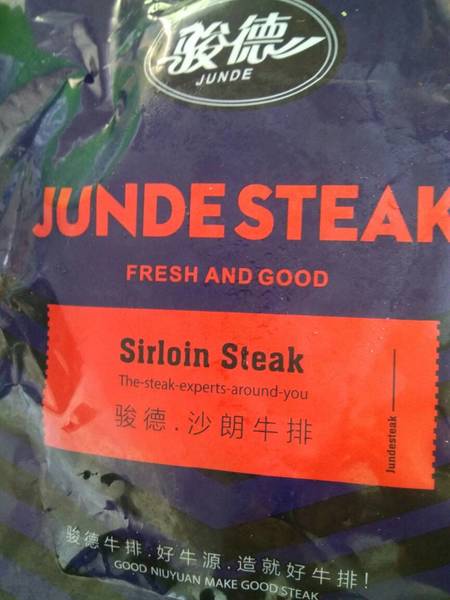 骏德
JUNDE
JUNDE STEAK
FRESH AND GOOD
Sirloin Steak
The-steak-experts-around-you
骏德.沙朗牛排
Jundesteak
骏德牛排.好牛源.造就好牛排!
GOOD NIUYUAN MAKE GOOD STEAK